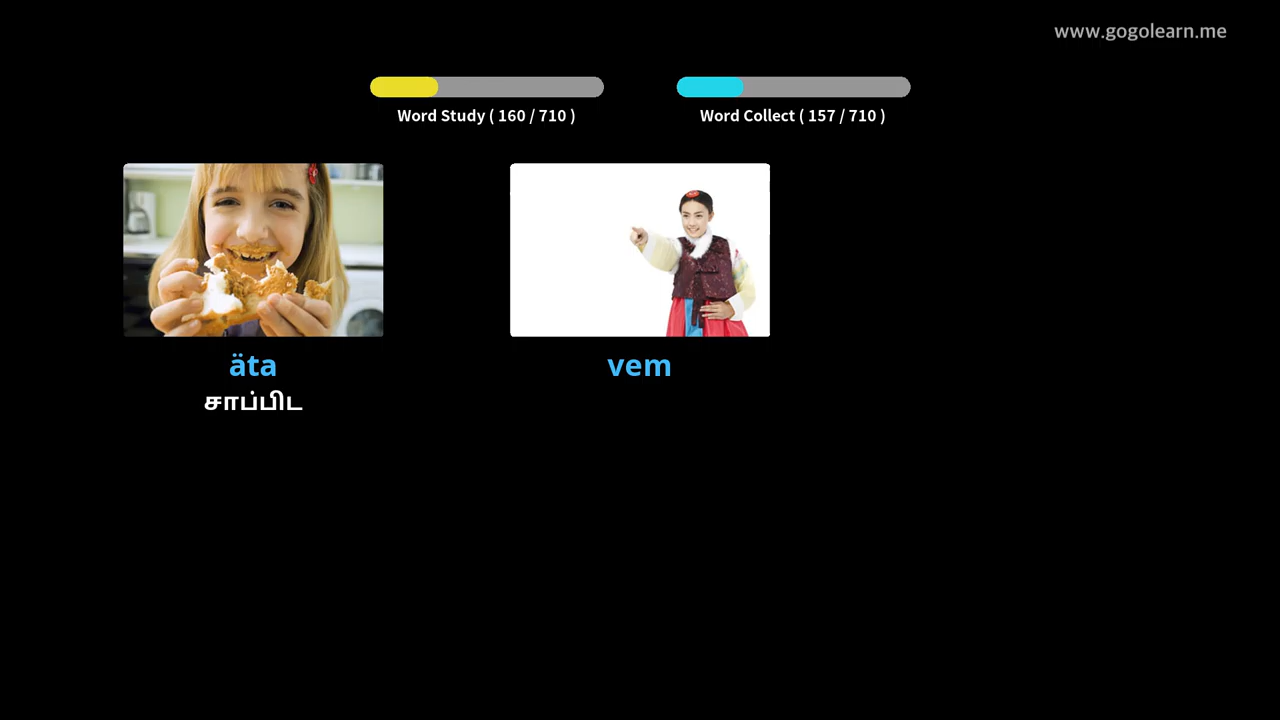 www.gogolearn.me
Word Study ( 160 / 710 )
Word Collect ( 157 / 710 )
äta
vem
சாப்பிட